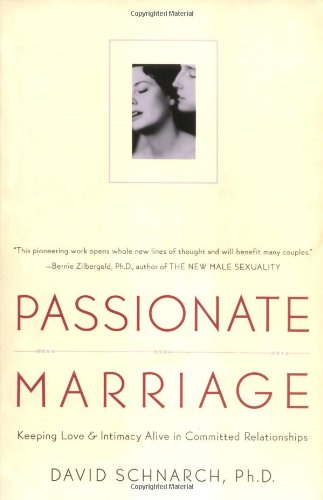 "This pioneering work opens whole new lines of thought and will benefit many couples."
—Bernie Zilbergeld, Ph.D., author of THE NEW MALE SEXUALITY
PASSIONATE
MARRIAGE
Keeping Love & Intimacy Alive in Committed Relationships
DAVID SCHNARCH, Ph.D.